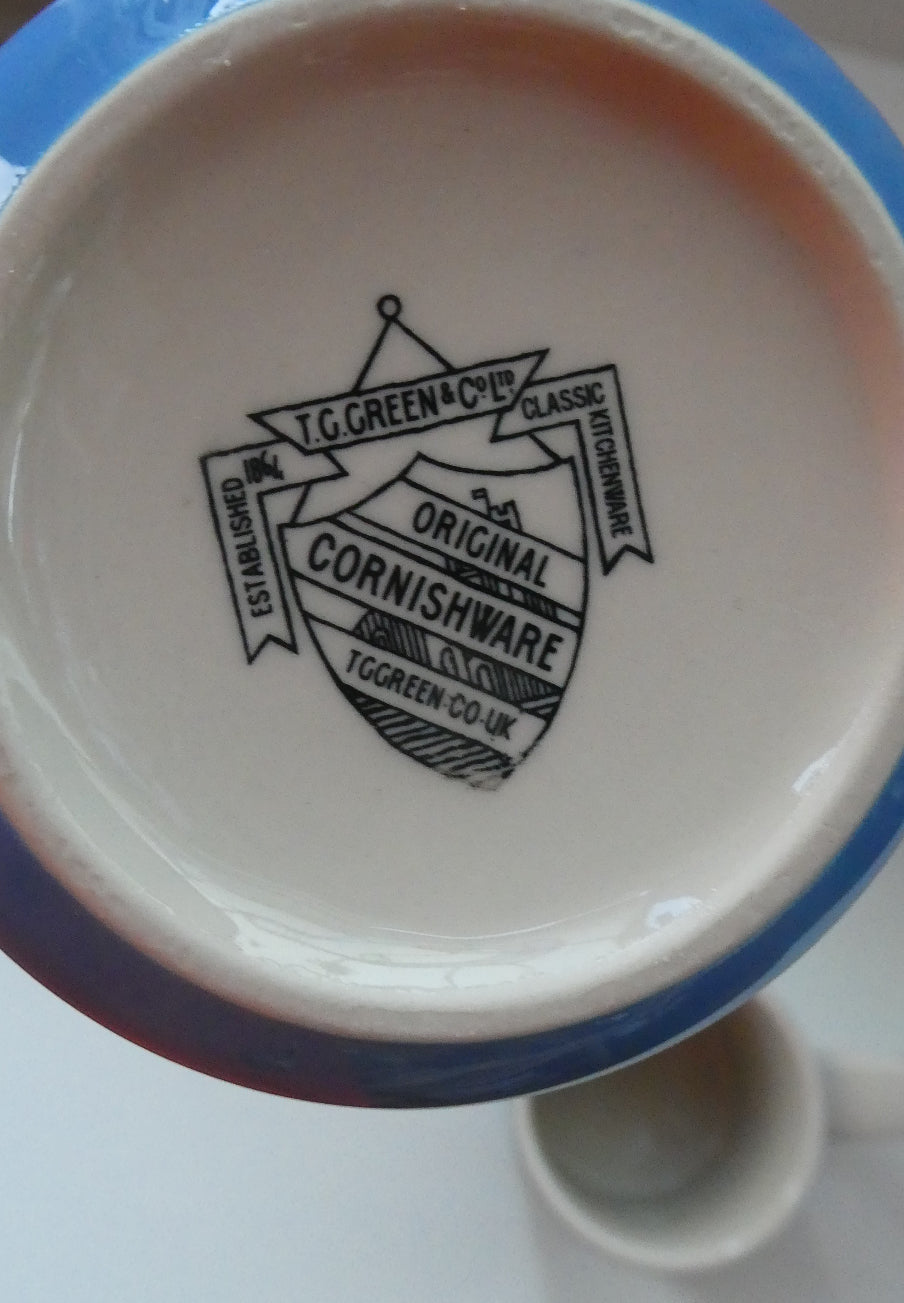 T.G.GREEN & CO LTD
ESTABLISHED 1864
CLASSIC KITCHENWARE
ORIGINAL
CORNISHWARE
TGGREEN·CO·UK